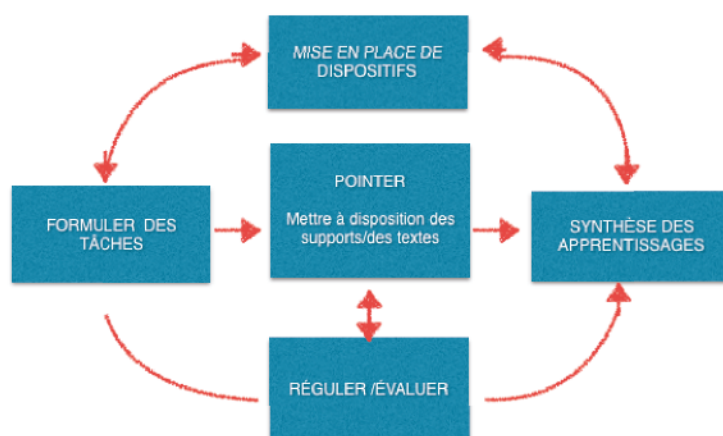 MISE EN PLACE DE
DISPOSITIFS
FORMULER DES
TÂCHES
POINTER
Mettre à disposition des
supports/des textes
SYNTHÈSE DES
APPRENTISSAGES
RÉGULER /ÉVALUER